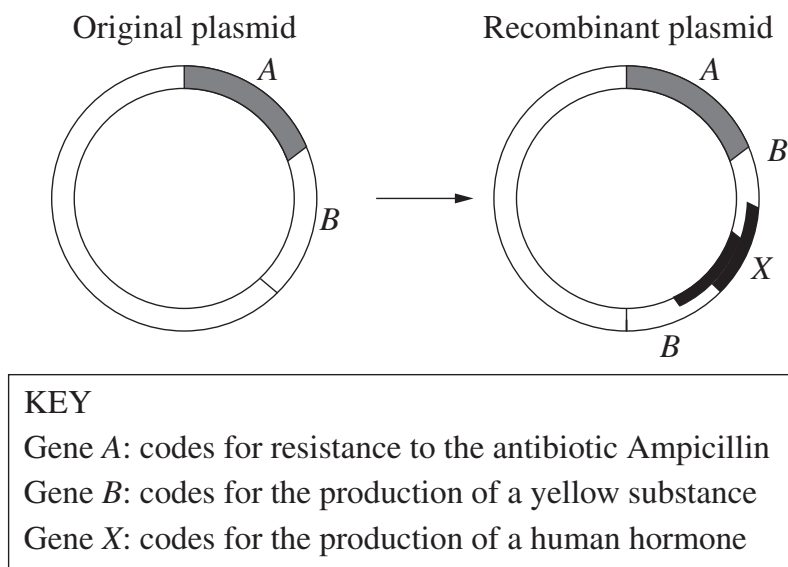 Original plasmid
Recombinant plasmid
A
B
A
B
X
B
KEY
Gene A: codes for resistance to the antibiotic Ampicillin
Gene B: codes for the production of a yellow substance
Gene X: codes for the production of a human hormone